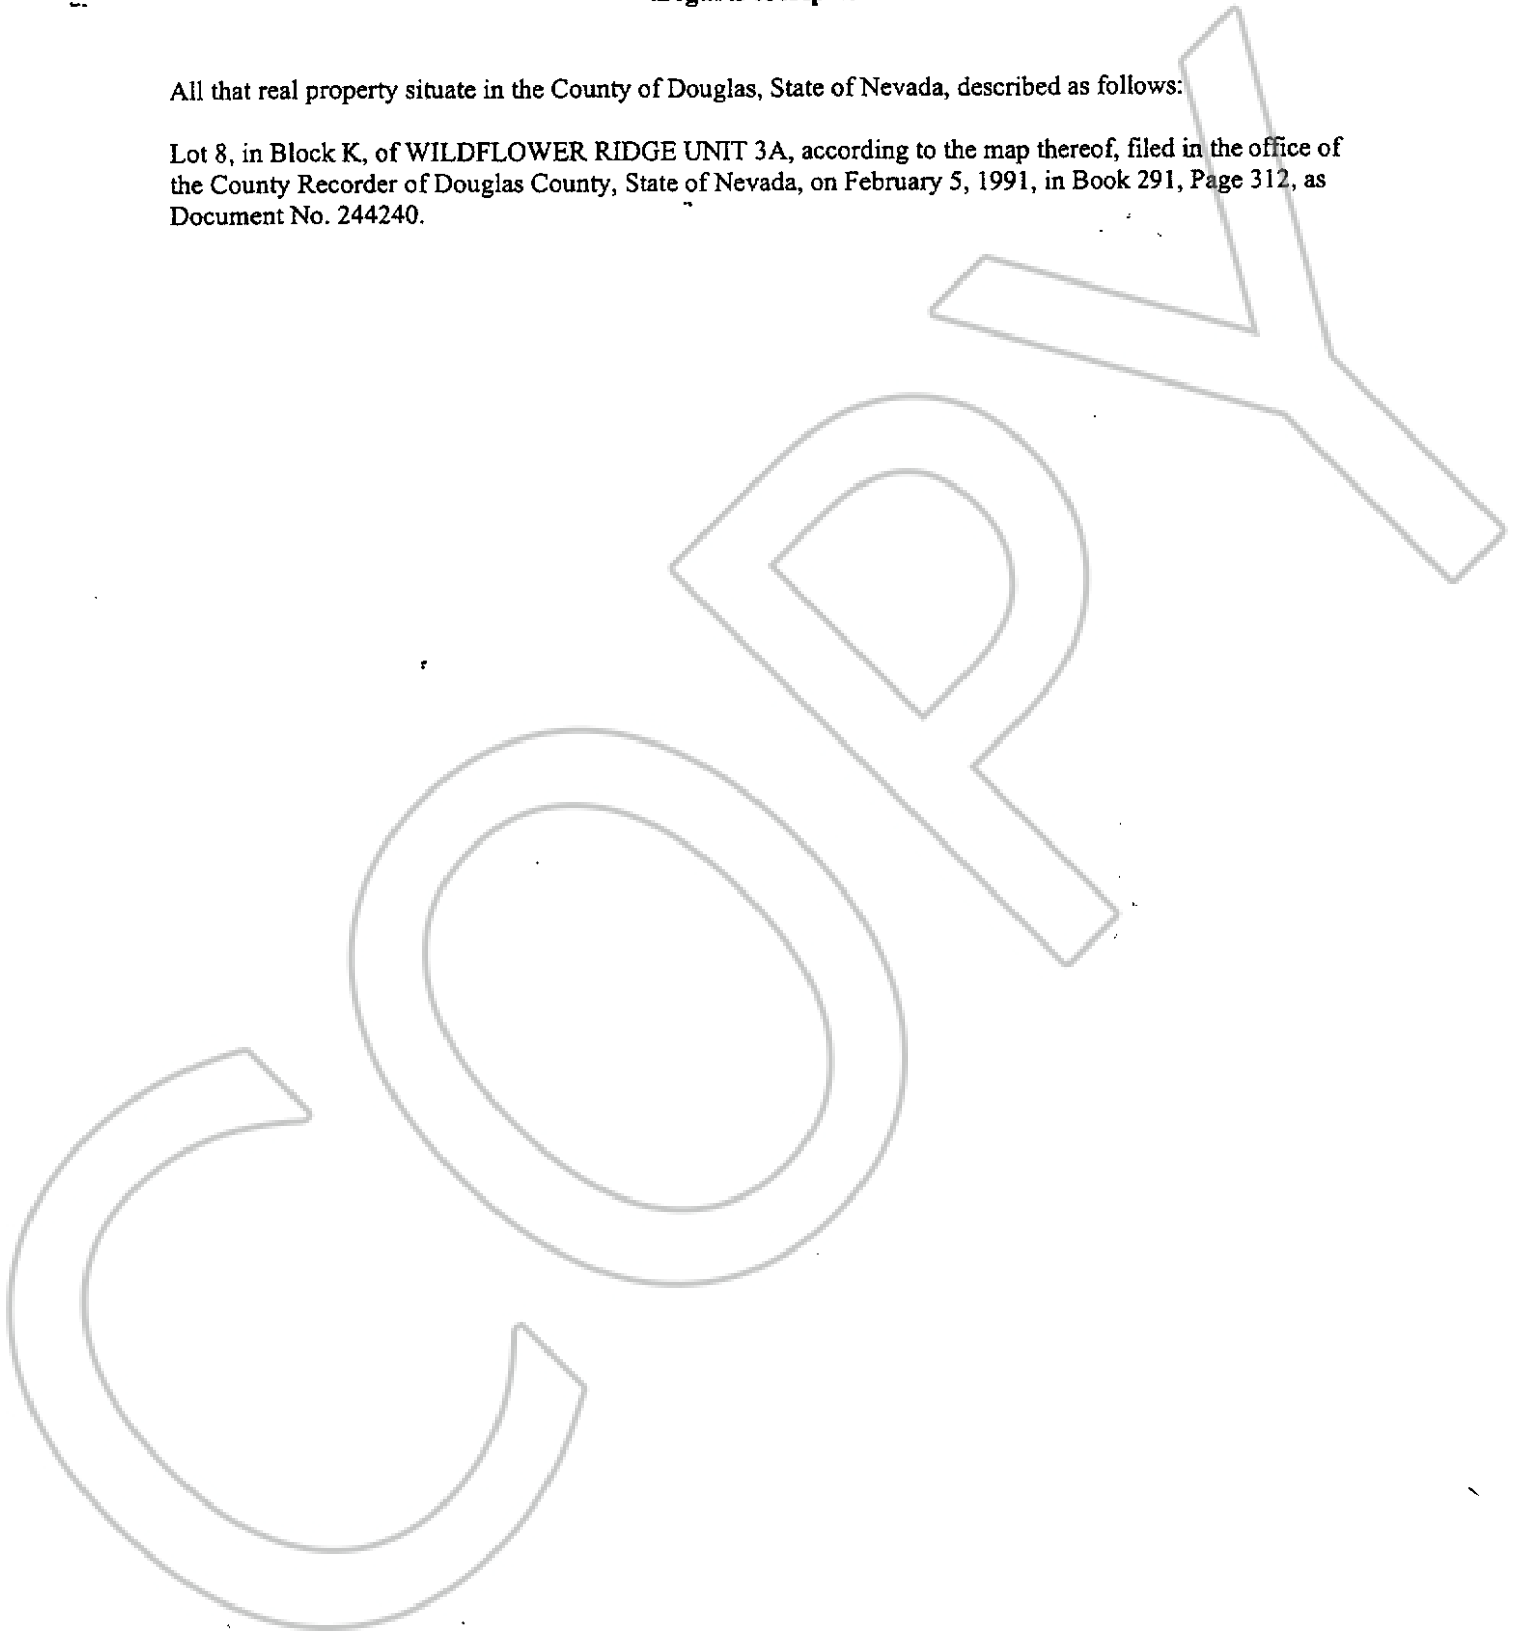 All that real property situate in the County of Douglas, State of Nevada, described as follows:
Lot 8, in Block K, of WILDFLOWER RIDGE UNIT 3A, according to the map thereof, filed in the office of
the County Recorder of Douglas County, State of Nevada, on February 5, 1991, in Book 291, Page 312, as
Document No. 244240.
COPY